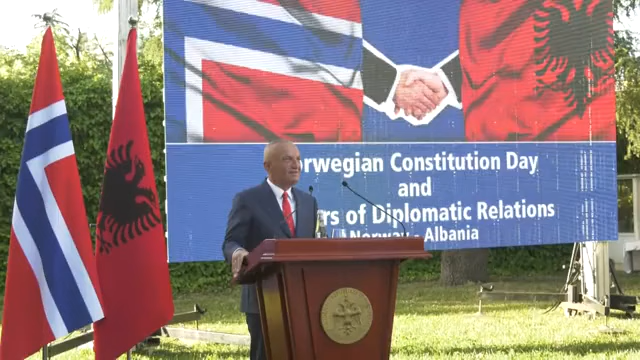 rwegian Constitution Day
and
rs of Diplomatic Relations
Norway - Albania